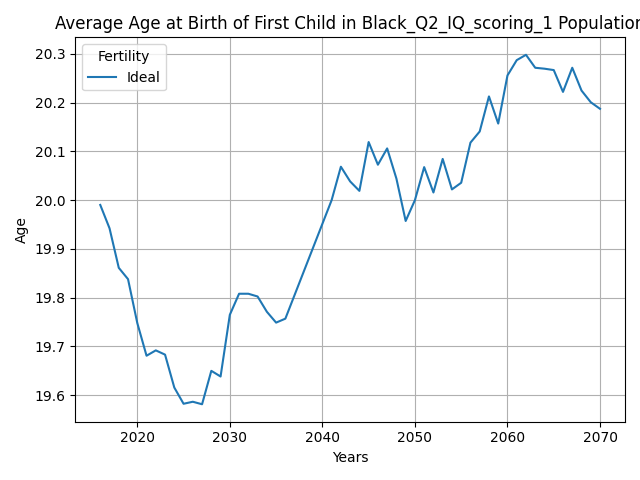 Average Age at Birth of First Child in Black_Q2_IQ_scoring_1 Population
Fertility
Ideal
20.3
20.2
20.1
20.0
19.9
19.8
19.7
19.6
Age
2020 2030 2040 2050 2060 2070
Years